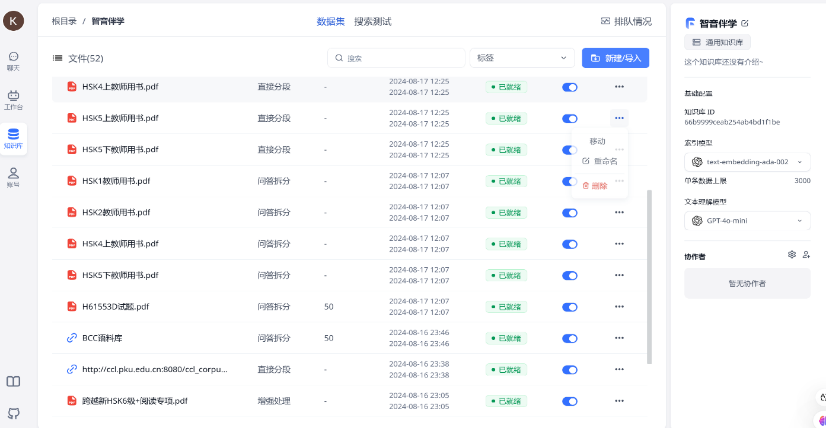 K
聊天
工作台
知识库
账号
根目录 / 智音伴学
数据集 搜索测试
排队情况
文件(52)
搜索
标签
新建/导入
HSK4上教师用书.pdf 直接分段 - 2024-08-17 12:25 2024-08-17 12:25 已就绪
HSK5上教师用书.pdf 直接分段 - 2024-08-17 12:25 2024-08-17 12:25 已就绪
HSK5下教师用书.pdf 直接分段 - 2024-08-17 12:25 2024-08-17 12:25 已就绪
HSK1教师用书.pdf 问答拆分 - 2024-08-17 12:07 2024-08-17 12:07 已就绪
HSK2教师用书.pdf 问答拆分 - 2024-08-17 12:07 2024-08-17 12:07 已就绪
HSK4上教师用书.pdf 问答拆分 - 2024-08-17 12:07 2024-08-17 12:07 已就绪
HSK5下教师用书.pdf 问答拆分 - 2024-08-17 12:07 2024-08-17 12:07 已就绪
H61553D试题.pdf 问答拆分 50 2024-08-17 12:07 2024-08-17 12:07 已就绪
BCC语料库 问答拆分 50 2024-08-16 23:46 2024-08-16 23:46 已就绪
http://ccl.pku.edu.cn:8080/ccl_corpu... 直接分段 - 2024-08-16 23:38 2024-08-16 23:38 已就绪
跨越新HSK6级+阅读专项.pdf 增强处理 - 2024-08-16 23:05 2024-08-16 23:05 已就绪
移动
重命名
删除
智音伴学
通用知识库
这个知识库还没有介绍~
基础配置
知识库 ID
66b9999ceab254ab4bd1f1be
索引模型
text-embedding-ada-002
单条数据上限 3000
文本理解模型
GPT-4o-mini
协作者
暂无协作者